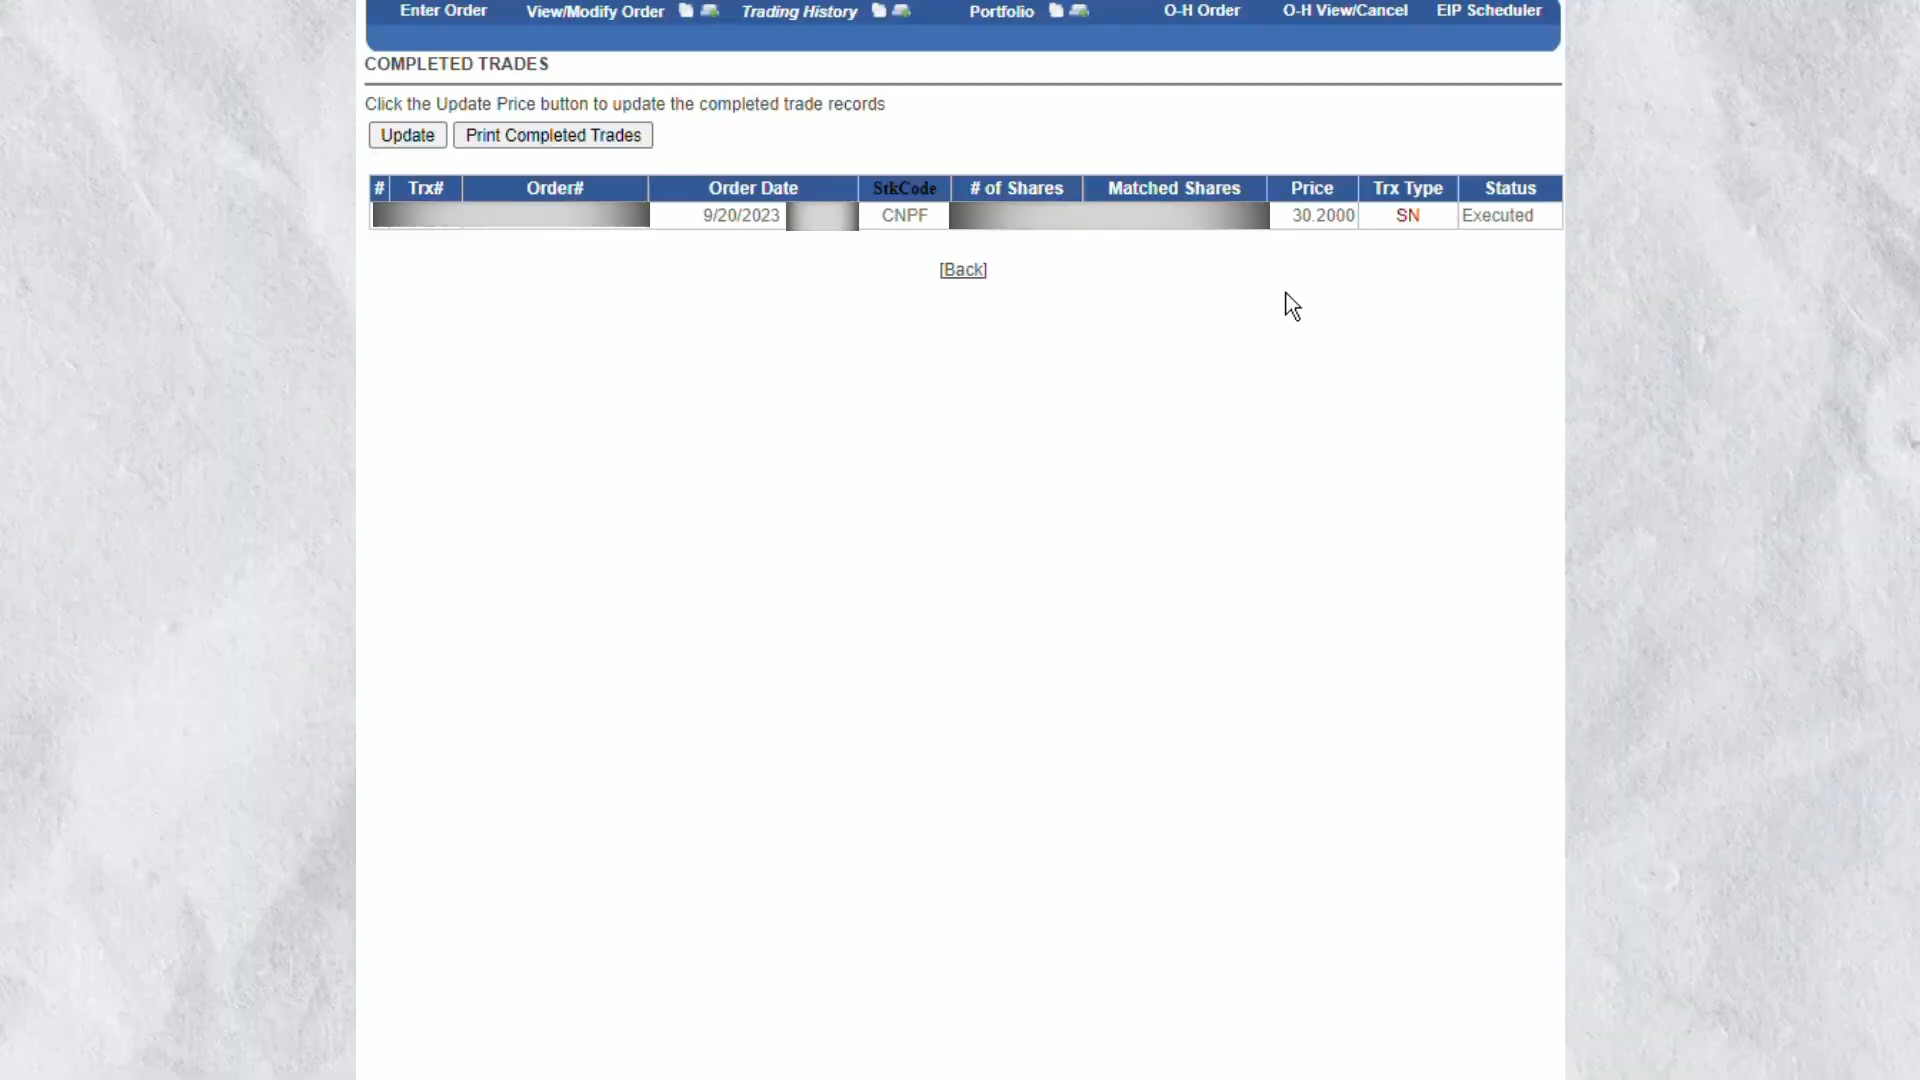 Enter Order View/Modify Order Trading History Portfolio O-H Order O-H View/Cancel EIP Scheduler
COMPLETED TRADES
Click the Update Price button to update the completed trade records
Update Print Completed Trades
# Trx# Order# Order Date StkCode # of Shares Matched Shares Price Trx Type Status
9/20/2023 CNPF 30.2000 SN Executed
[Back]